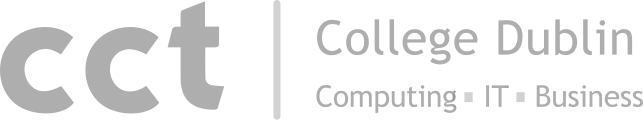 cct
College Dublin
Computing ▪ IT ▪ Business